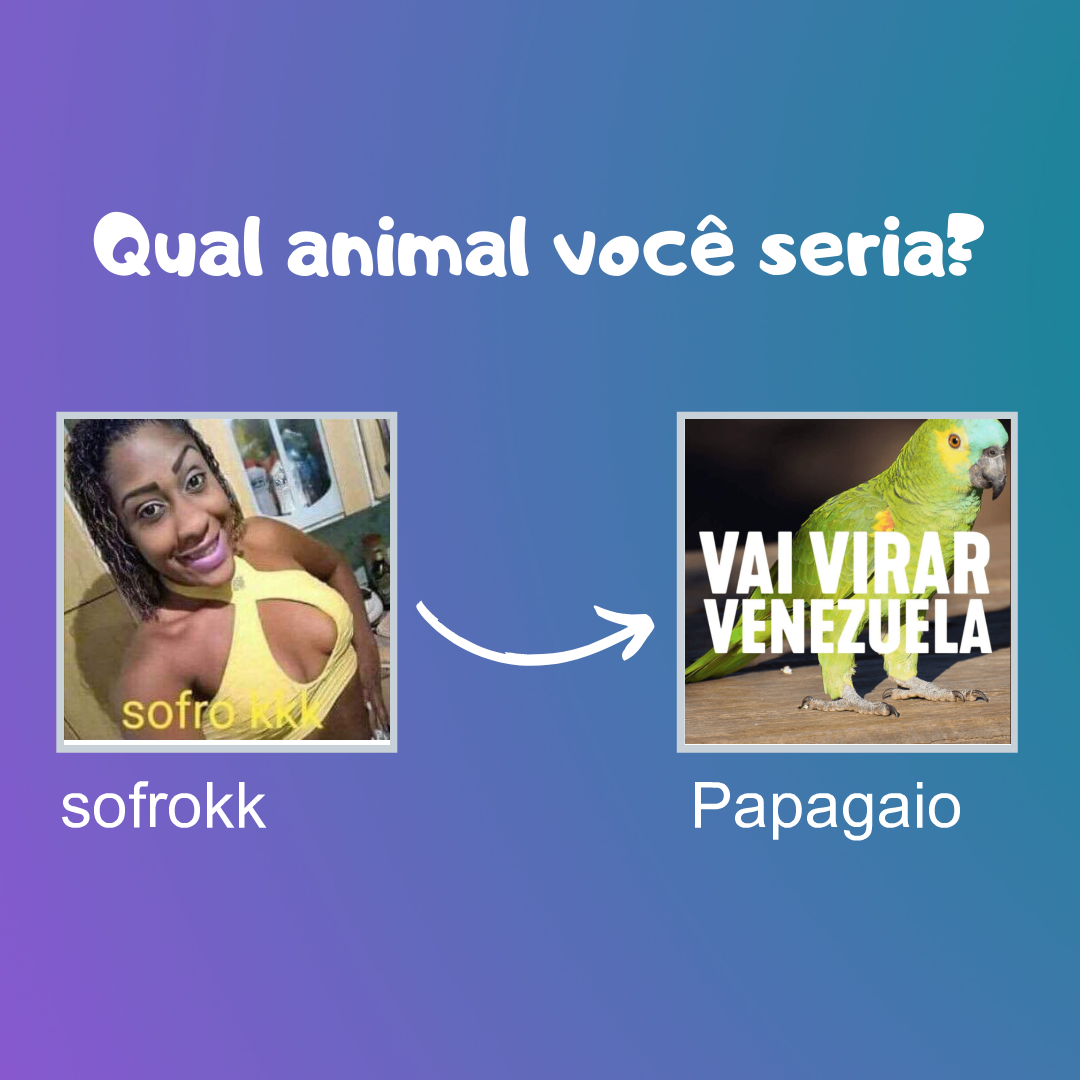 Qual animal você seria?
sofro kkk
VAI VIRAR
VENEZUELA
sofrokk
Papagaio